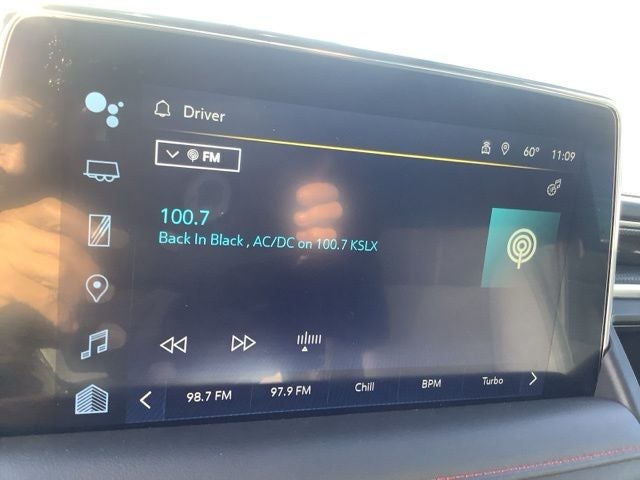 Driver
60° 11:09
FM
100.7
Back In Black , AC/DC on 100.7 KSLX
98.7 FM 97.9 FM Chill BPM Turbo